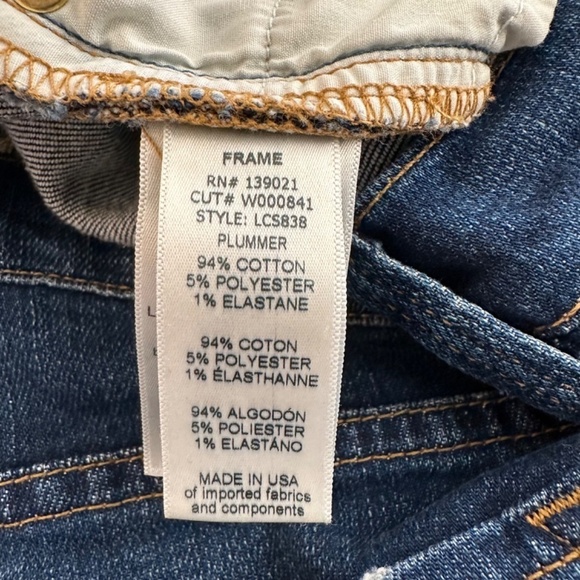 FRAME
RN# 139021
CUT# W000841
STYLE: LCS838
PLUMMER
94% COTTON
5% POLYESTER
1% ELASTANE
94% COTON
5% POLYESTER
1% ÉLASTHANNE
94% ALGODÓN
5% POLIESTER
1% ELASTÁNO
MADE IN USA
of imported fabrics
and components